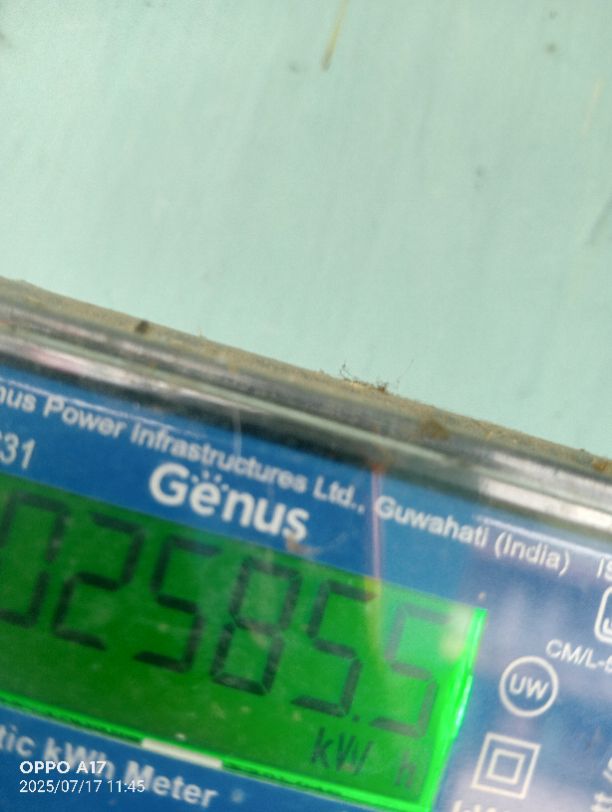 nus Power Infrastructures Ltd., Guwahati (India) IS
31
Genus
02585.5
kW h
CM/L-
UW
tic kWh Meter
OPPO A17
2025/07/17 11:45